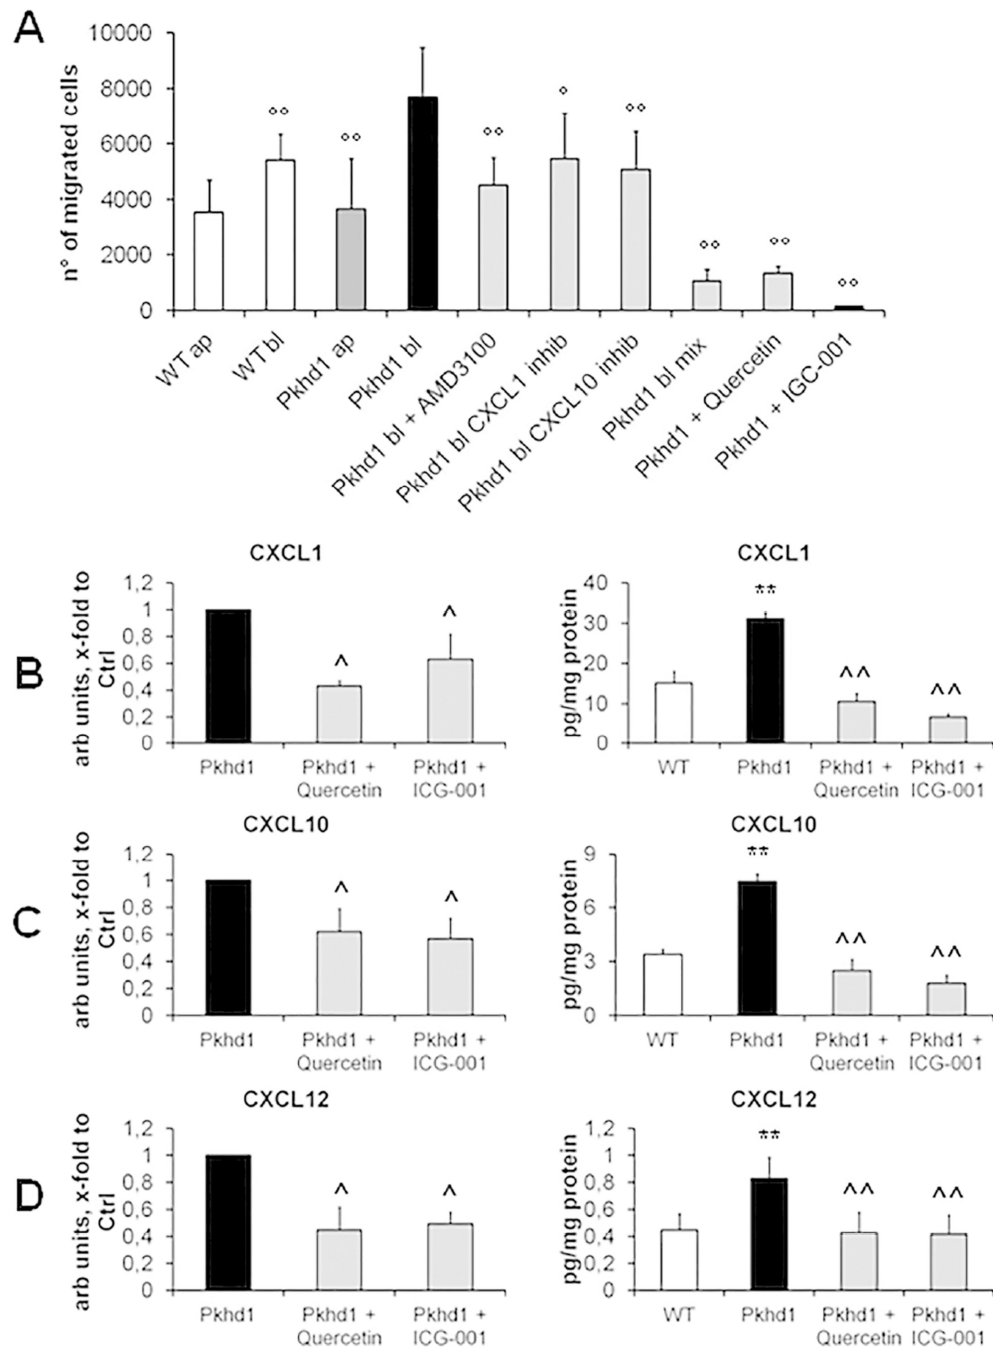 A
n° of migrated cells
10000
8000
6000
4000
2000
0
°° °° °° ° °° °° °° °°
WT ap
WT bl
Pkhd1 ap
Pkhd1 bl
Pkhd1 bl + AMD3100
Pkhd1 bl CXCL1 inhib
Pkhd1 bl CXCL10 inhib
Pkhd1 bl mix
Pkhd1 + Quercetin
Pkhd1 + IGC-001
B
CXCL1
arb units, x-fold to
Ctrl
1,2
1
0,8
0,6
0,4
0,2
0
^ ^
Pkhd1
Pkhd1 +
Quercetin
Pkhd1 +
ICG-001
CXCL1
pg/mg protein
40
30
20
10
0
** ^^ ^^
WT
Pkhd1
Pkhd1 +
Quercetin
Pkhd1 +
ICG-001
C
CXCL10
arb units, x-fold to
Ctrl
1,2
1
0,8
0,6
0,4
0,2
0
^ ^
Pkhd1
Pkhd1 +
Quercetin
Pkhd1 +
ICG-001
CXCL10
pg/mg protein
9
6
3
0
** ^^ ^^
WT
Pkhd1
Pkhd1 +
Quercetin
Pkhd1 +
ICG-001
D
CXCL12
arb units, x-fold to
Ctrl
1,2
1
0,8
0,6
0,4
0,2
0
^ ^
Pkhd1
Pkhd1 +
Quercetin
Pkhd1 +
ICG-001
CXCL12
pg/mg protein
1,2
1
0,8
0,6
0,4
0,2
0
** ^^ ^^
WT
Pkhd1
Pkhd1 +
Quercetin
Pkhd1 +
ICG-001